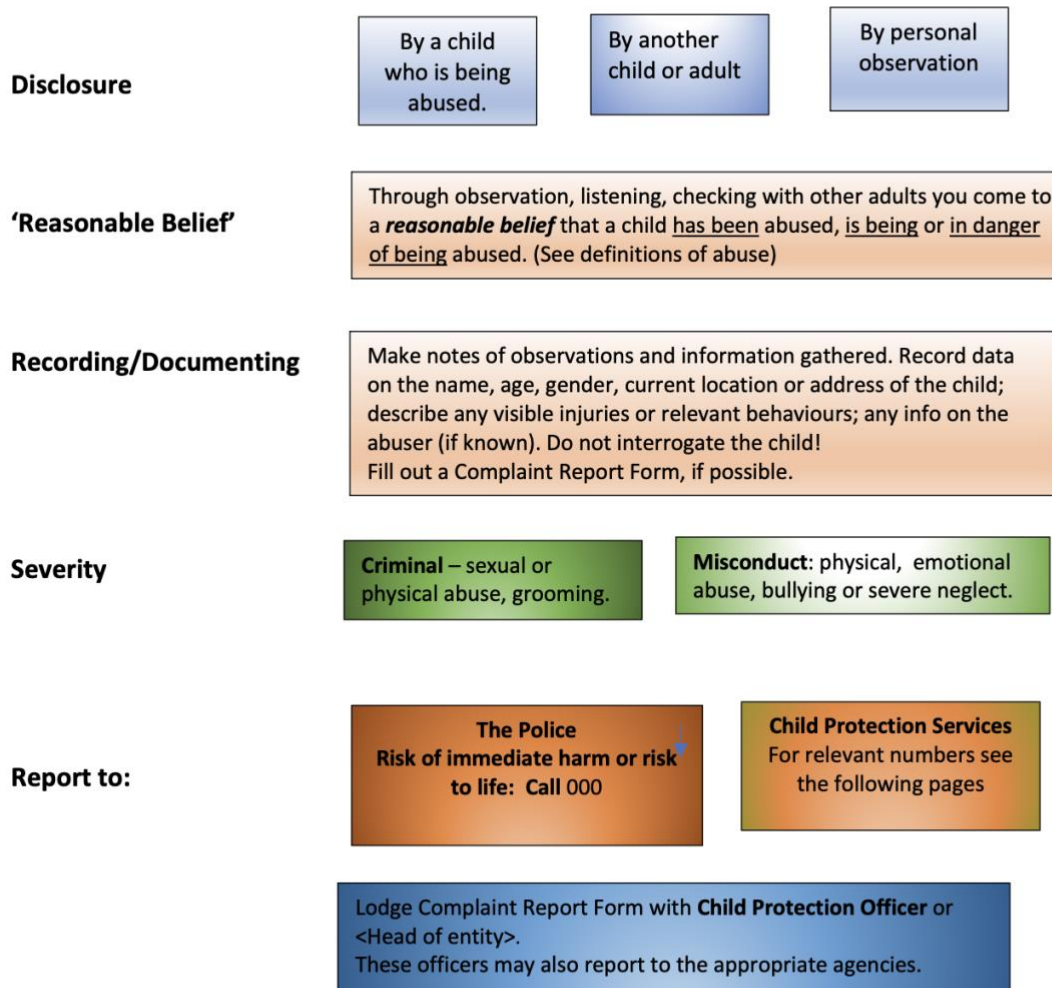 Disclosure
By a child
who is being
abused.
By another
child or adult
By personal
observation
‘Reasonable Belief’
Through observation, listening, checking with other adults you come to
a reasonable belief that a child has been abused, is being or in danger
of being abused. (See definitions of abuse)
Recording/Documenting
Make notes of observations and information gathered. Record data
on the name, age, gender, current location or address of the child;
describe any visible injuries or relevant behaviours; any info on the
abuser (if known). Do not interrogate the child!
Fill out a Complaint Report Form, if possible.
Severity
Criminal – sexual or
physical abuse, grooming.
Misconduct: physical, emotional
abuse, bullying or severe neglect.
Report to:
The Police
Risk of immediate harm or risk
to life: Call 000
Child Protection Services
For relevant numbers see
the following pages
Lodge Complaint Report Form with Child Protection Officer or
<Head of entity>.
These officers may also report to the appropriate agencies.